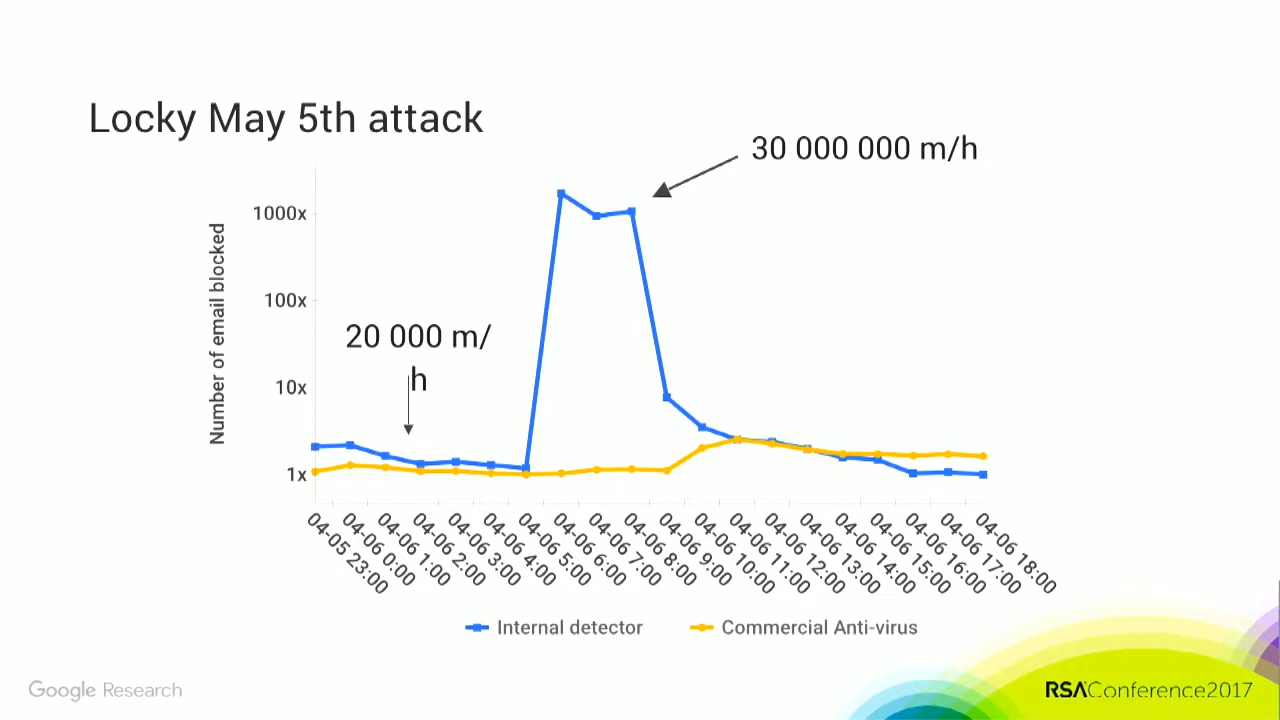 Locky May 5th attack
30 000 000 m/h
1000x
100x
10x
1x
Number of email blocked
20 000 m/
h
04-05 23:00
04-06 0:00
04-06 1:00
04-06 2:00
04-06 3:00
04-06 4:00
04-06 5:00
04-06 6:00
04-06 7:00
04-06 8:00
04-06 9:00
04-06 10:00
04-06 11:00
04-06 12:00
04-06 13:00
04-06 14:00
04-06 15:00
04-06 16:00
04-06 17:00
04-06 18:00
Internal detector
Commercial Anti-virus
Google Research
RSAConference2017